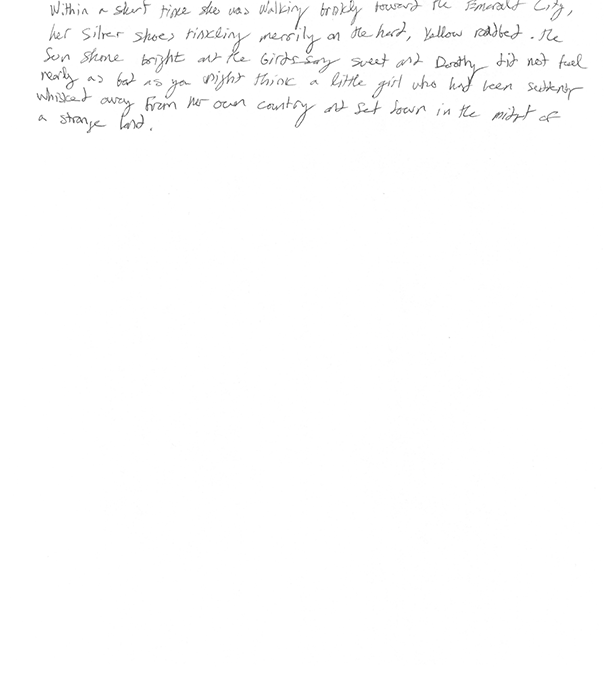 Within a short time she was walking briskly toward the Emerald City,
her Silver Shoes tinkling merrily on the hard, yellow roadbed. The
Sun shone bright and the birds sang sweet and Dorothy did not feel
nearly as bad as you might think a little girl who had been suddenly
whisked away from her own country and set down in the midst of
a strange land.